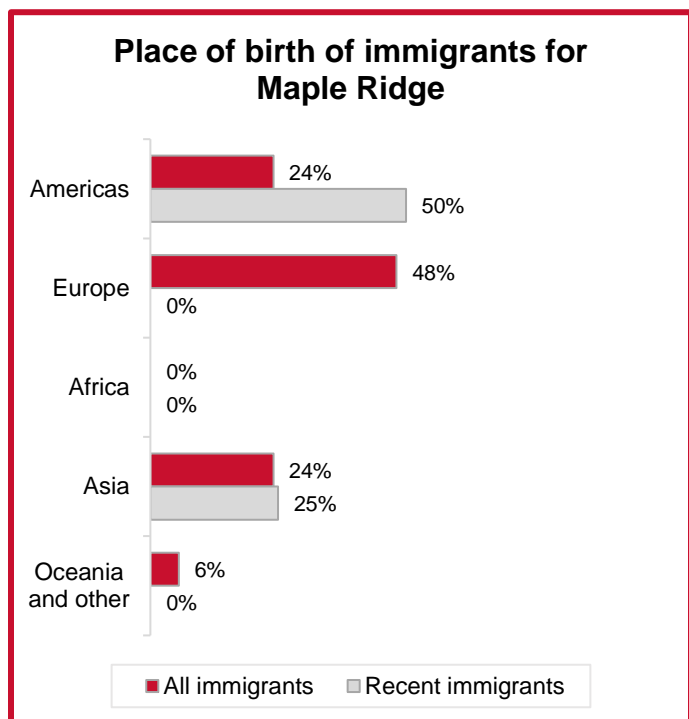 Place of birth of immigrants for
Maple Ridge
Americas
24%
50%
Europe
48%
0%
Africa
0%
0%
Asia
24%
25%
Oceania
and other
6%
0%
All immigrants
Recent immigrants